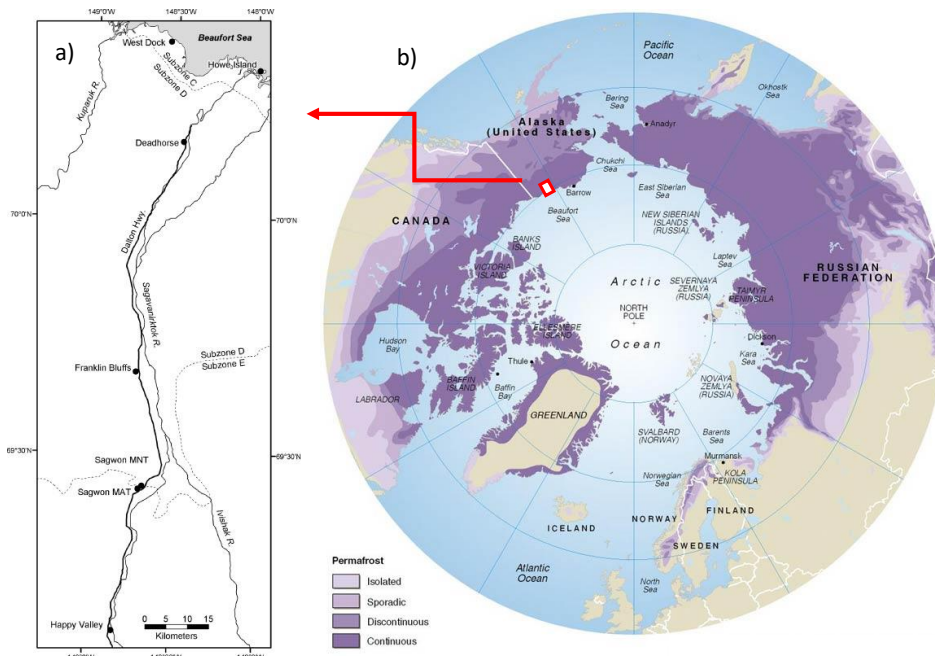 a)
149°0'W
148°30'W
148°0'W
Beaufort Sea
West Dock
Howe Island
Subzone C
Subzone D
Kuparuk R.
Deadhorse
70°0'N
70°0'N
Dalton Hwy.
Sagavanirktok R.
Subzone D
Subzone E
Franklin Bluffs
69°30'N
69°30'N
Sagwon MNT
Sagwon MAT
Ivishak R.
0 5 10 15
Kilometers
Happy Valley
b)
Pacific
Ocean
Okhostk
Sea
Bering
Sea
Anadyr
Alaska
(United States)
Chukchi
Sea
Barrow
East Siberian
Sea
Beaufort
Sea
NEW SIBERIAN
ISLANDS
(RUSSIA)
CANADA
BANKS
ISLAND
Laptev
Sea
VICTORIA
ISLAND
RUSSIAN
FEDERATION
Arctic
Ocean
NORTH
POLE
SEVERNAYA
ZEMLYA
(RUSSIA)
TAIMYR
PENINSULA
ELLESMERE
ISLAND
Hudson
Bay
Dickson
Thule
Kara
Sea
BAFFIN
ISLAND
Baffin
Bay
NOVAYA
ZEMLYA
(RUSSIA)
LABRADOR
GREENLAND
SVALBARD
(NORWAY)
Barents
Sea
Murmansk
KOLA
PENINSULA
Norwegian
Sea
ICELAND
NORWAY
FINLAND
SWEDEN
Atlantic
Ocean
North
Sea
Permafrost
Isolated
Sporadic
Discontinuous
Continuous